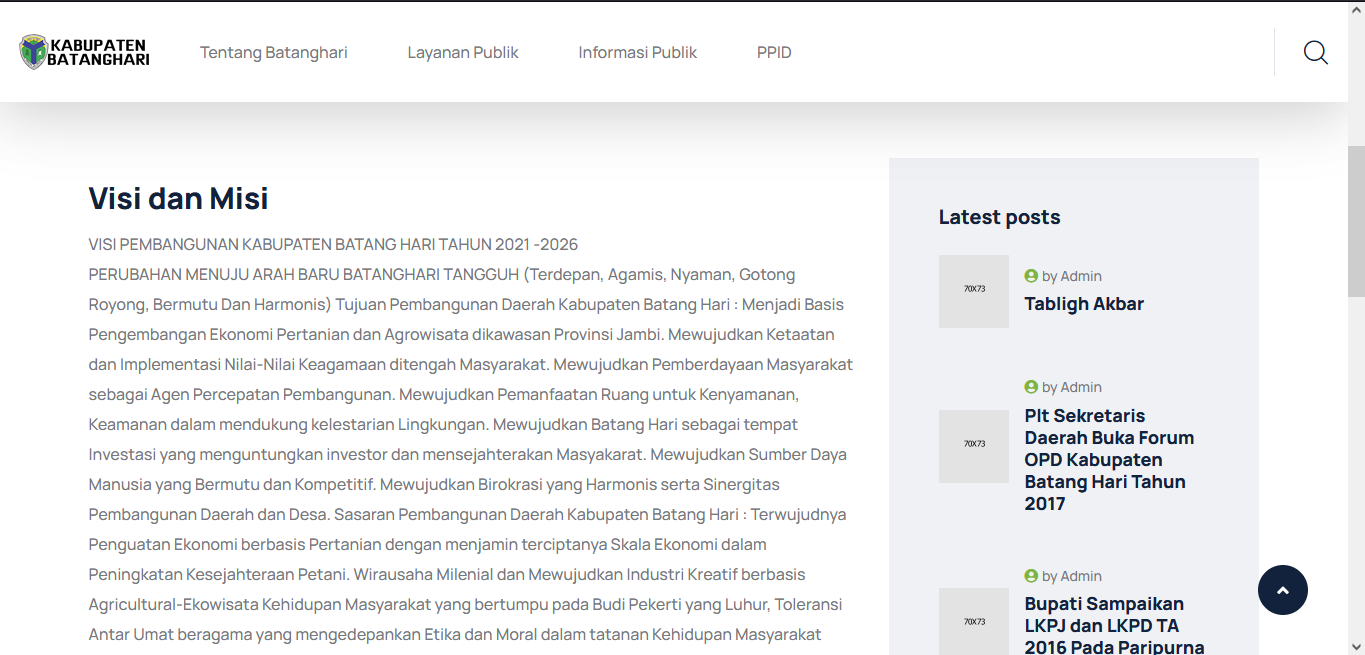 KABUPATEN
BATANGHARI
Tentang Batanghari
Layanan Publik
Informasi Publik
PPID
Visi dan Misi
VISI PEMBANGUNAN KABUPATEN BATANG HARI TAHUN 2021 -2026
PERUBAHAN MENUJU ARAH BARU BATANGHARI TANGGUH (Terdepan, Agamis, Nyaman, Gotong
Royong, Bermutu Dan Harmonis) Tujuan Pembangunan Daerah Kabupaten Batang Hari : Menjadi Basis
Pengembangan Ekonomi Pertanian dan Agrowisata dikawasan Provinsi Jambi. Mewujudkan Ketaatan
dan Implementasi Nilai-Nilai Keagamaan ditengah Masyarakat. Mewujudkan Pemberdayaan Masyarakat
sebagai Agen Percepatan Pembangunan. Mewujudkan Pemanfaatan Ruang untuk Kenyamanan,
Keamanan dalam mendukung kelestarian Lingkungan. Mewujudkan Batang Hari sebagai tempat
Investasi yang menguntungkan investor dan mensejahterakan Masyakarat. Mewujudkan Sumber Daya
Manusia yang Bermutu dan Kompetitif. Mewujudkan Birokrasi yang Harmonis serta Sinergitas
Pembangunan Daerah dan Desa. Sasaran Pembangunan Daerah Kabupaten Batang Hari : Terwujudnya
Penguatan Ekonomi berbasis Pertanian dengan menjamin terciptanya Skala Ekonomi dalam
Peningkatan Kesejahteraan Petani. Wirausaha Milenial dan Mewujudkan Industri Kreatif berbasis
Agricultural-Ekowisata Kehidupan Masyarakat yang bertumpu pada Budi Pekerti yang Luhur, Toleransi
Antar Umat beragama yang mengedepankan Etika dan Moral dalam tatanan Kehidupan Masyarakat
Latest posts
70X73
by Admin
Tabligh Akbar
70X73
by Admin
Plt Sekretaris
Daerah Buka Forum
OPD Kabupaten
Batang Hari Tahun
2017
70X73
by Admin
Bupati Sampaikan
LKPJ dan LKPD TA
2016 Pada Paripurna